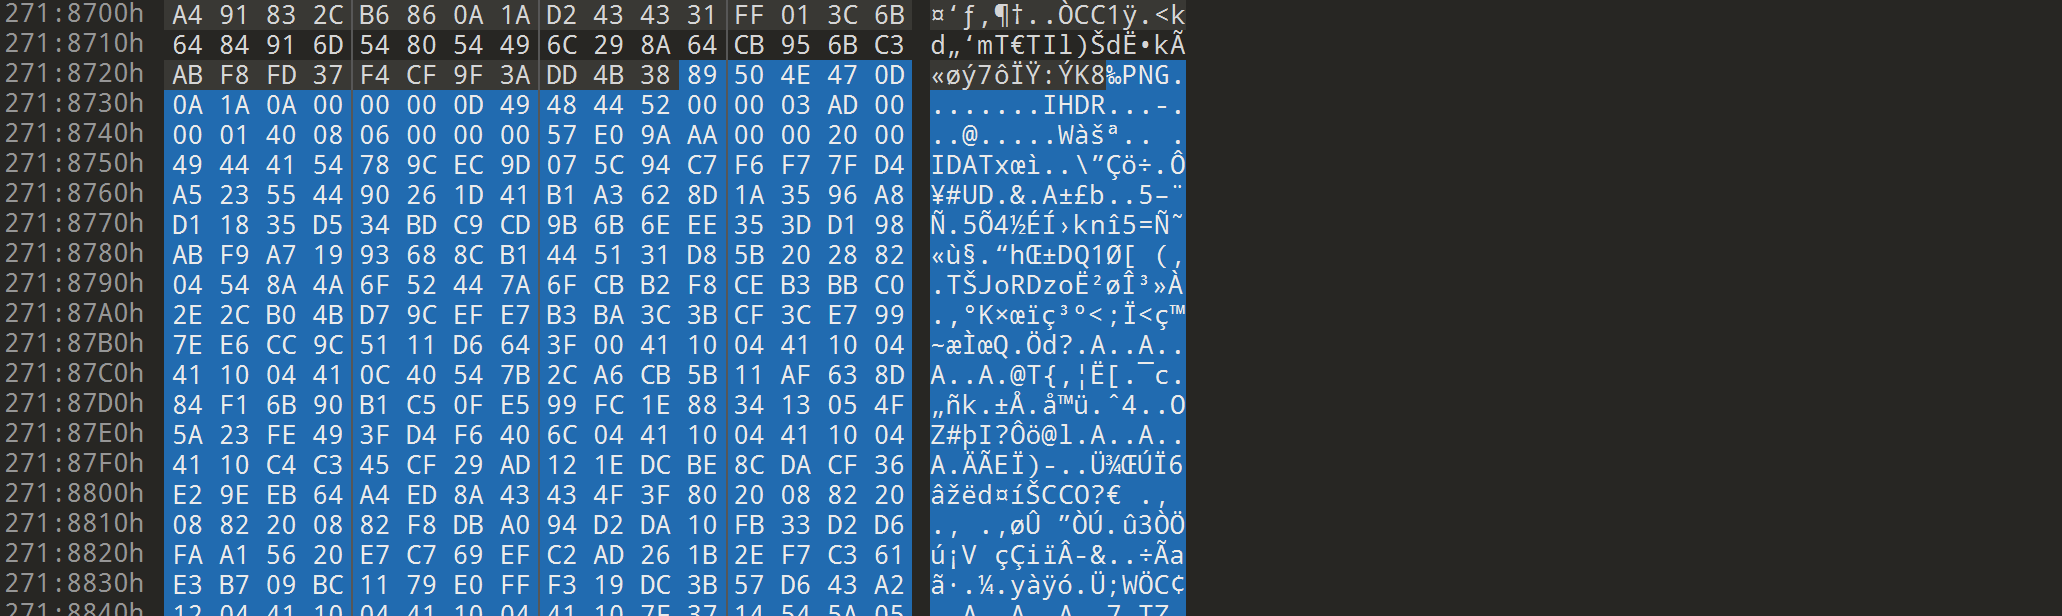 271:8700h A4 91 83 2C B6 86 0A 1A D2 43 43 31 FF 01 3C 6B ¤‘ƒ,¶†..ÒCC1ÿ.<k
271:8710h 64 84 91 6D 54 80 54 49 6C 29 8A 64 CB 95 6B C3 d„‘mT€TIl)ŠdË•kÃ
271:8720h AB F8 FD 37 F4 CF 9F 3A DD 4B 38 89 50 4E 47 0D «øý7ôÏŸ:ÝK8‰PNG.
271:8730h 0A 1A 0A 00 00 00 0D 49 48 44 52 00 00 03 AD 00 .......IHDR...-.
271:8740h 00 01 40 08 06 00 00 00 57 E0 9A AA 00 00 20 00 ..@.....Wàšª.. .
271:8750h 49 44 41 54 78 9C EC 9D 07 5C 94 C7 F6 F7 7F D4 IDATxœì..\”Çö÷.Ô
271:8760h A5 23 55 44 90 26 1D 41 B1 A3 62 8D 1A 35 96 A8 ¥#UD.&.A±£b..5–¨
271:8770h D1 18 35 D5 34 BD C9 CD 9B 6B 6E EE 35 3D D1 98 Ñ.5Õ4½ÉÍ›knî5=Ñ˜
271:8780h AB F9 A7 19 93 68 8C B1 44 51 31 D8 5B 20 28 82 «ù§.“hŒ±DQ1Ø[ (‚
271:8790h 04 54 8A 4A 6F 52 44 7A 6F CB B2 F8 CE B3 BB C0 .TŠJoRDzoË²øÎ³»À
271:87A0h 2E 2C B0 4B D7 9C EF E7 B3 BA 3C 3B CF 3C E7 99 .,°K×œïç³º<;Ï<ç™
271:87B0h 7E E6 CC 9C 51 11 D6 64 3F 00 41 10 04 41 10 04 ~æÌœQ.Öd?.A..A..
271:87C0h 41 10 04 41 0C 40 54 7B 2C A6 CB 5B 11 AF 63 8D A..A.@T{,¦Ë[.¯c.
271:87D0h 84 F1 6B 90 B1 C5 0F E5 99 FC 1E 88 34 13 05 4F „ñk.±Å.å™ü.ˆ4..O
271:87E0h 5A 23 FE 49 3F D4 F6 40 6C 04 41 10 04 41 10 04 Z#þI?Ôö@l.A..A..
271:87F0h 41 10 C4 C3 45 CF 29 AD 12 1E DC BE 8C DA CF 36 A.ÄÃEÏ)-..Ü¾ŒÚÏ6
271:8800h E2 9E EB 64 A4 ED 8A 43 43 4F 3F 80 20 08 82 20 âžëd¤íŠCCO?€ .‚
271:8810h 08 82 20 08 82 F8 DB A0 94 D2 DA 10 FB 33 D2 D6 .‚ .‚øÛ ”ÒÚ.û3ÒÖ
271:8820h FA A1 56 20 E7 C7 69 EF C2 AD 26 1B 2E F7 C3 61 ú¡V çÇiïÂ-&..÷Ãa
271:8830h E3 B7 09 BC 11 79 E0 FF F3 19 DC 3B 57 D6 43 A2 ã·.¼.yàÿó.Ü;WÖC¢
271:8840h 12 04 41 10 04 41 10 04 41 10 7F 37 14 54 5A 05 ..A..A..A..7.TZ.